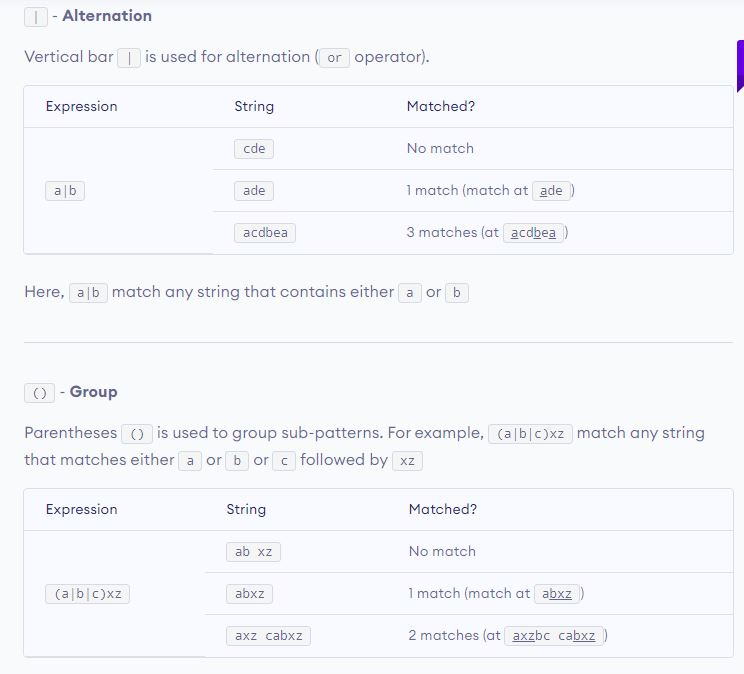 | - Alternation
Vertical bar | is used for alternation ( or operator).
Expression String Matched?
cde No match
a|b ade 1 match (match at ade )
acdbea 3 matches (at acdbea )
Here, a|b match any string that contains either a or b
() - Group
Parentheses () is used to group sub-patterns. For example, (a|b|c)xz match any string
that matches either a or b or c followed by xz
Expression String Matched?
ab xz No match
(a|b|c)xz abxz 1 match (match at abxz )
axz cabxz 2 matches (at axzbc cabxz )